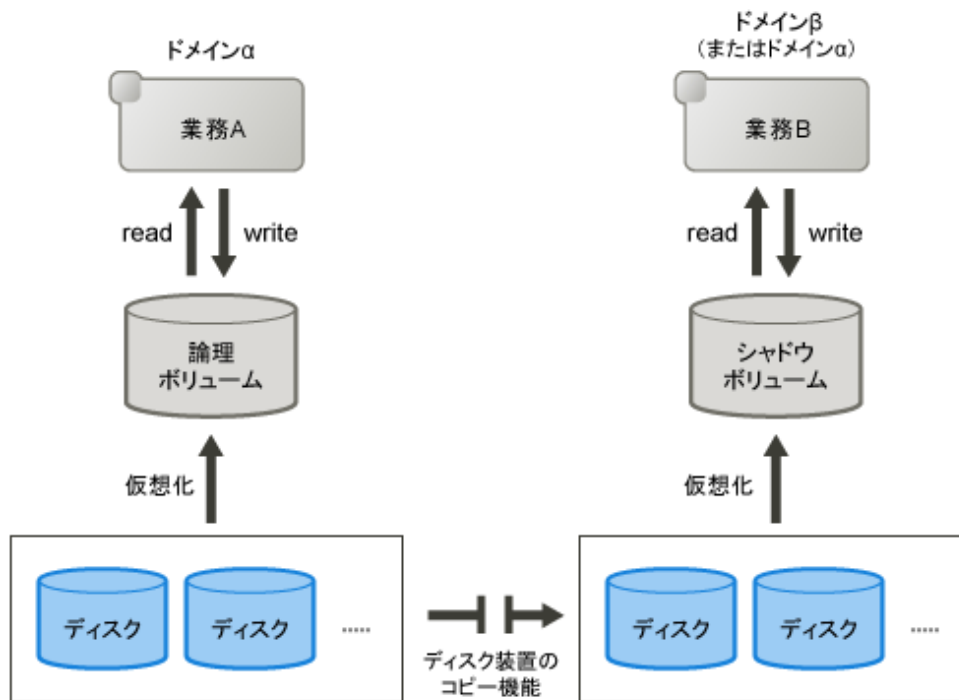 ドメインα
ドメインβ
（またはドメインα）
業務A
業務B
read
write
read
write
論理
ボリューム
シャドウ
ボリューム
仮想化
仮想化
ディスク
ディスク
.....
ディスク
ディスク
.....
ディスク装置の
コピー機能